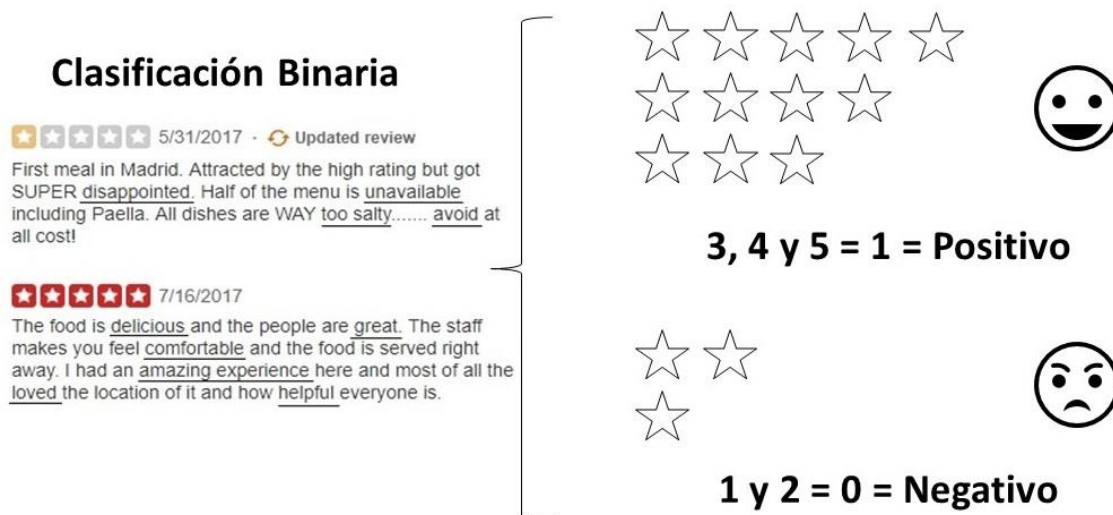 Clasificación Binaria
5/31/2017 · Updated review
First meal in Madrid. Attracted by the high rating but got
SUPER disappointed. Half of the menu is unavailable
including Paella. All dishes are WAY too salty....... avoid at
all cost!
7/16/2017
The food is delicious and the people are great. The staff
makes you feel comfortable and the food is served right
away. I had an amazing experience here and most of all the
loved the location of it and how helpful everyone is.
3, 4 y 5 = 1 = Positivo
1 y 2 = 0 = Negativo